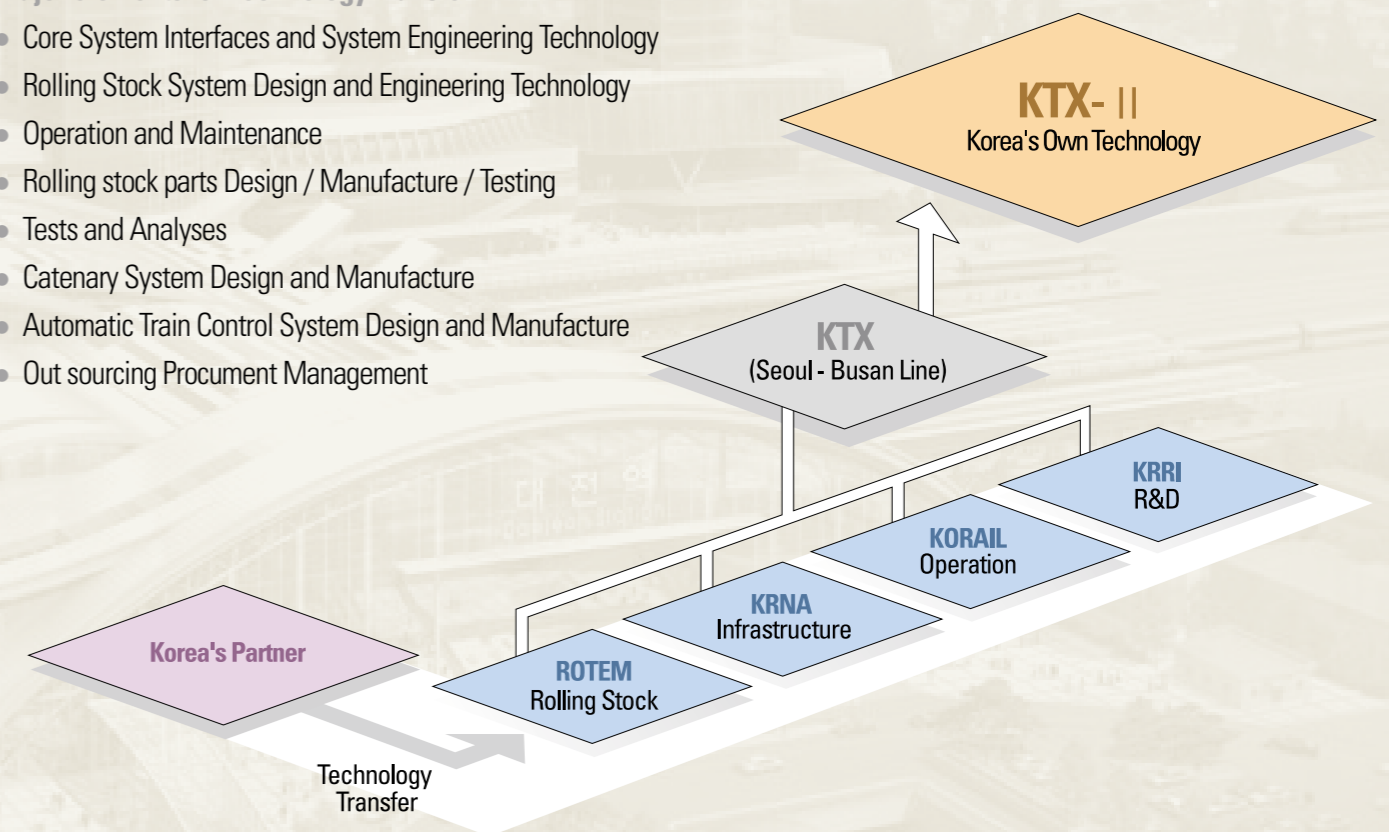 Core System Interfaces and System Engineering Technology
Rolling Stock System Design and Engineering Technology
Operation and Maintenance
Rolling stock parts Design / Manufacture / Testing
Tests and Analyses
Catenary System Design and Manufacture
Automatic Train Control System Design and Manufacture
Out sourcing Procument Management
KTX- II
Korea's Own Technology
KTX
(Seoul - Busan Line)
KRRI
R&D
KORAIL
Operation
KRNA
Infrastructure
ROTEM
Rolling Stock
Korea's Partner
Technology
Transfer
대전역